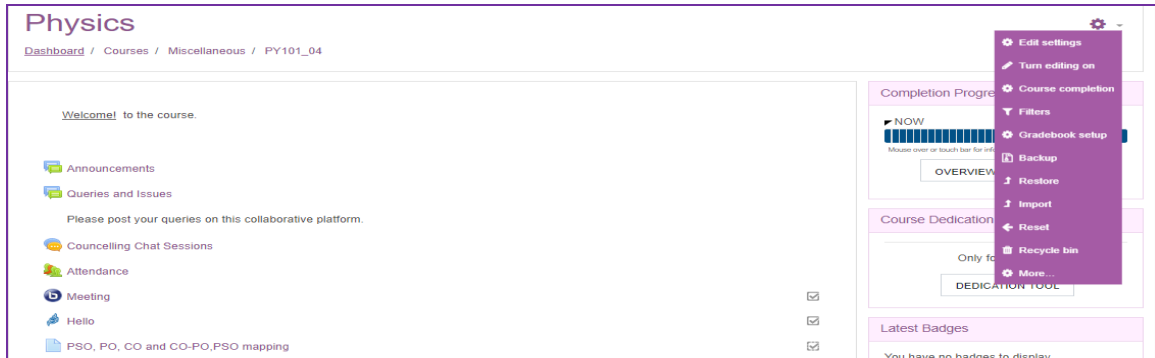 Physics
Dashboard / Courses / Miscellaneous / PY101_04
Welcome! to the course.
Announcements
Queries and Issues
Please post your queries on this collaborative platform.
Councelling Chat Sessions
Attendance
Meeting
Hello
PSO, PO, CO and CO-PO,PSO mapping
Completion Progre
NOW
Mouse over or touch bar for inf
OVERVIEW
Course Dedication
Only fo
DEDICATION TOOL
Latest Badges
You have no badges to display
Edit settings
Turn editing on
Course completion
Filters
Gradebook setup
Backup
Restore
Import
Reset
Recycle bin
More...